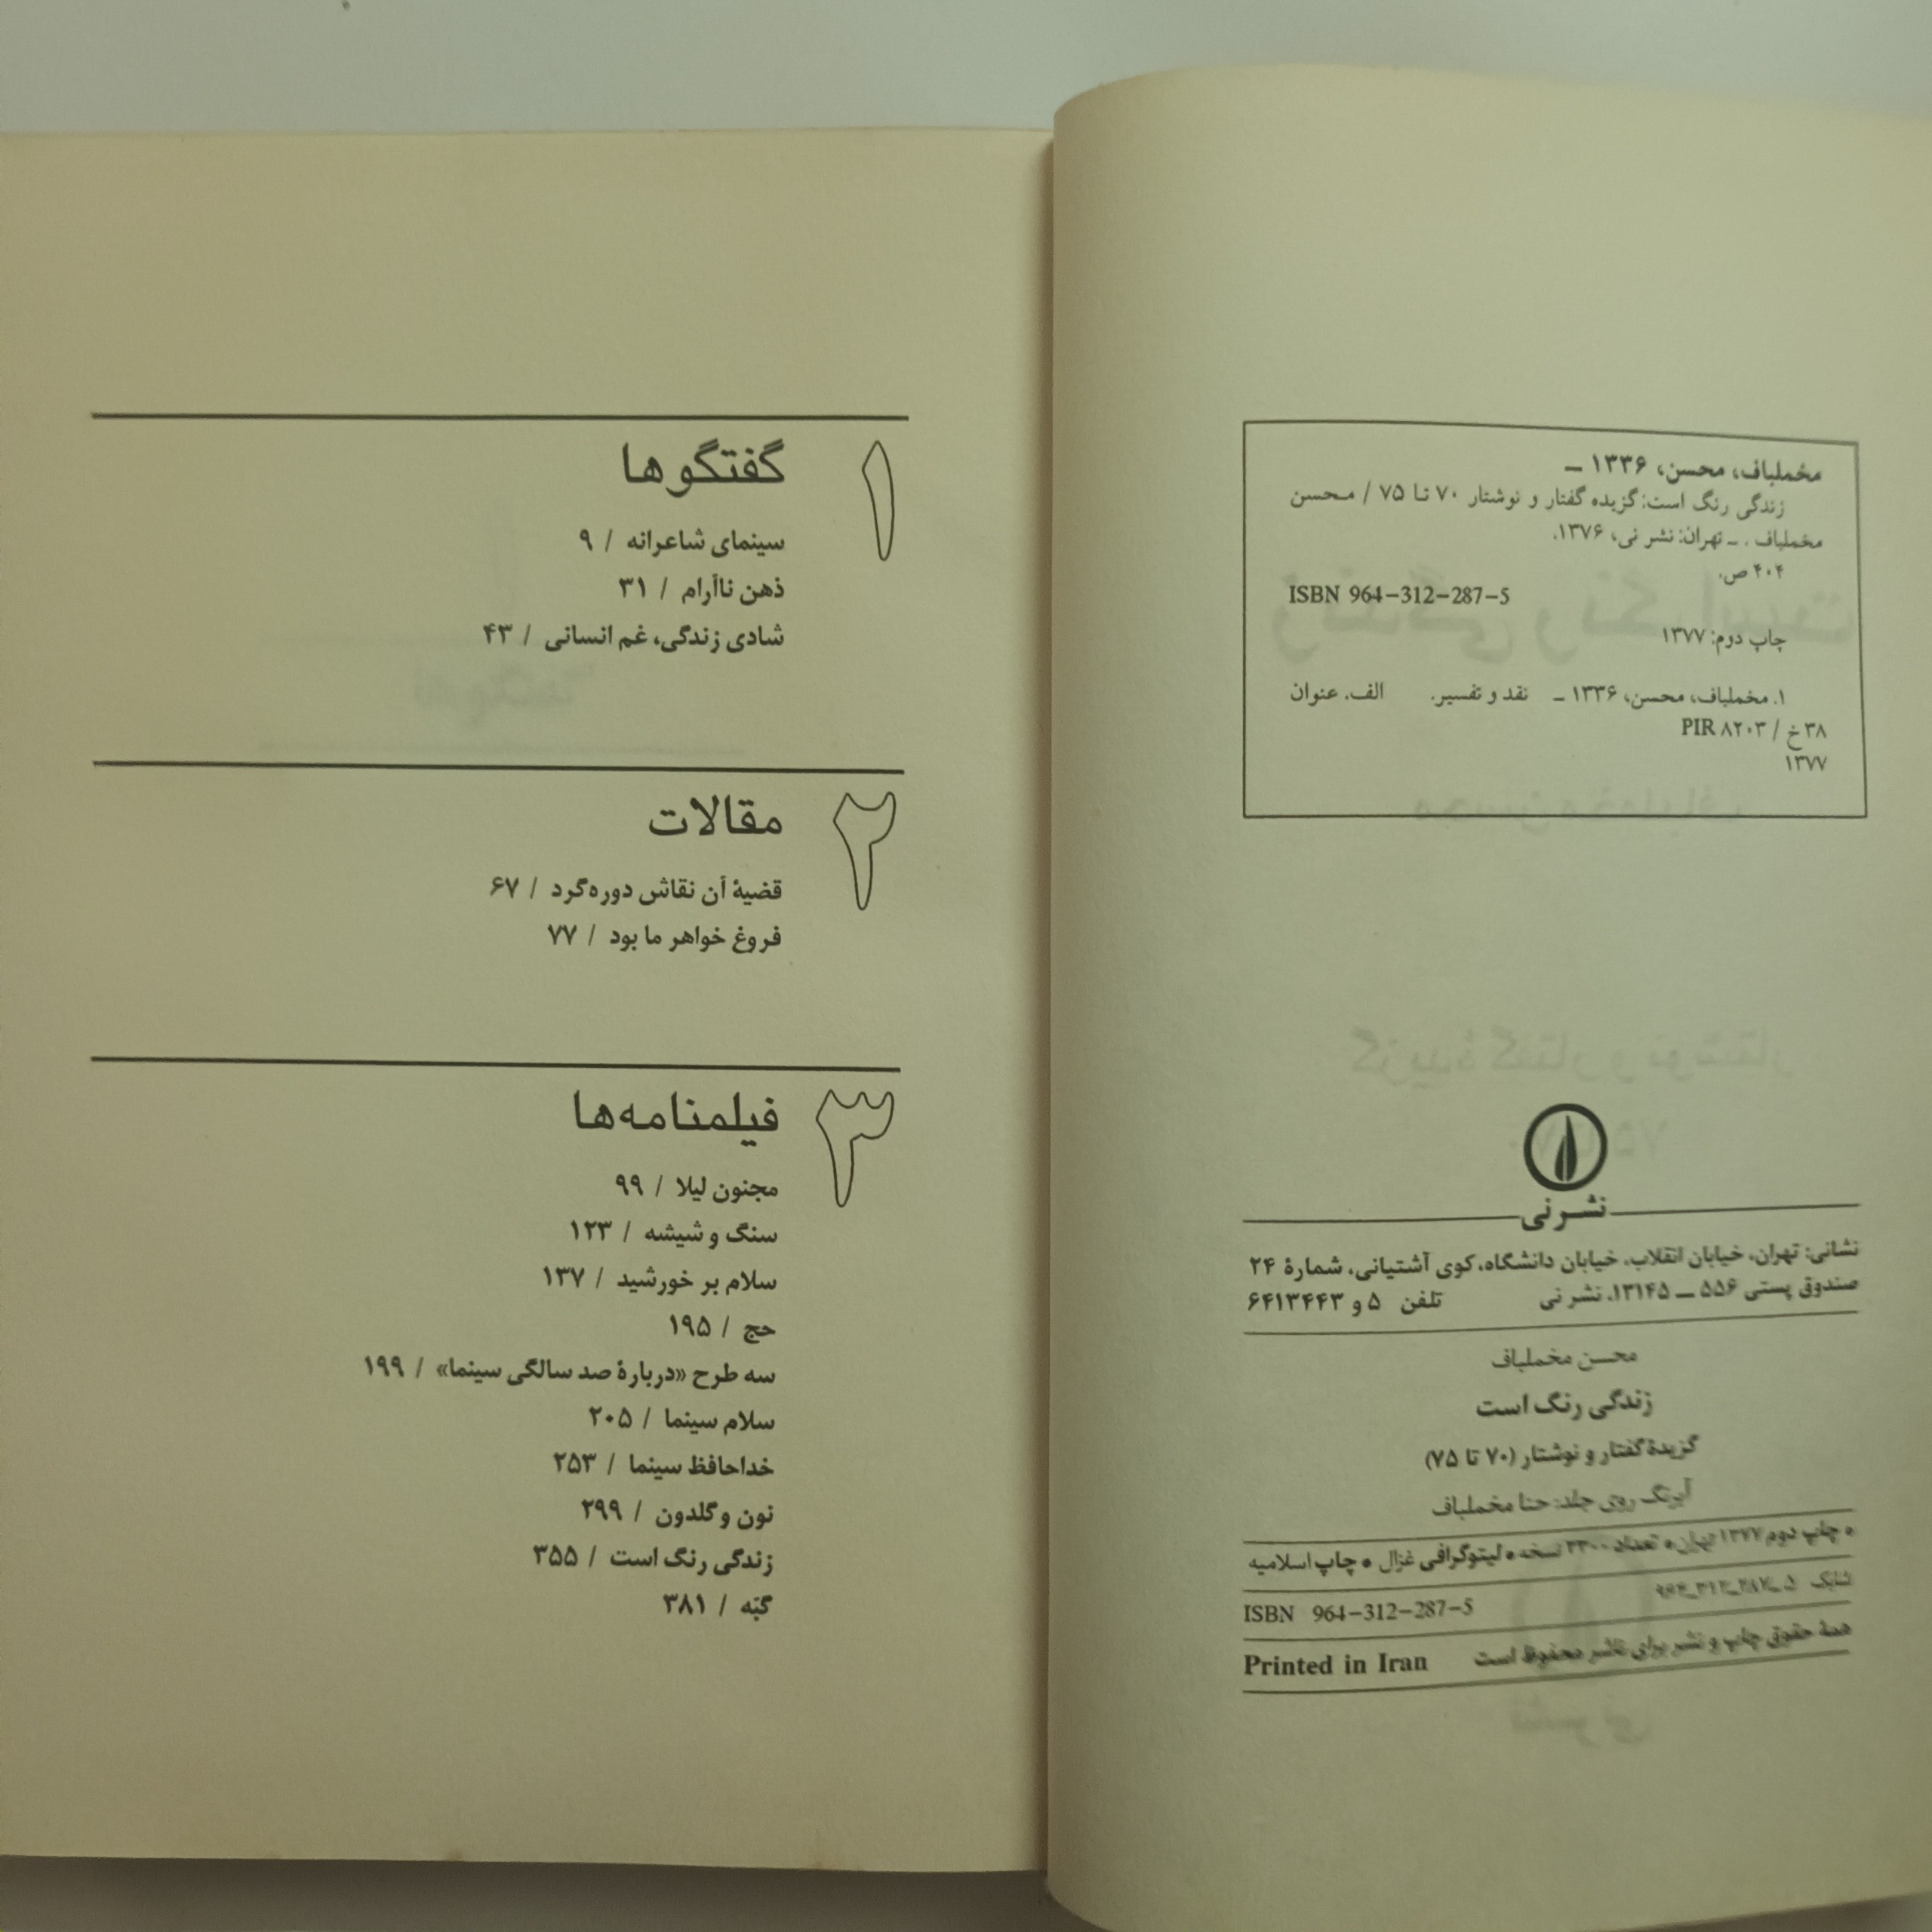 مخملباف، محسن، ۱۳۳۶ ـ
زندگی رنگ است: گزیده گفتار و نوشتار ۷۰ تا ۷۵ / محسن
مخملباف . ـ تهران: نشر نی، ۱۳۷۶.
۴۰۴ ص.
ISBN 964-312-287-5
چاپ دوم: ۱۳۷۷
۱. مخملباف، محسن، ۱۳۳۶ ـ نقد و تفسیر. الف. عنوان
۳۸خ / PIR ۸۲۰۳
۱۳۷۷
نشر نی
نشانی: تهران، خیابان انقلاب، خیابان دانشگاه، کوی آشتیانی، شمارهٔ ۲۴
صندوق پستی ۵۵۶ ـ ۱۳۱۴۵، نشر نی تلفن ۵ و ۶۴۱۳۴۴۳
محسن مخملباف
زندگی رنگ است
گزیدهٔ گفتار و نوشتار (۷۰ تا ۷۵)
آبرنگ روی جلد: حنا مخملباف
• چاپ دوم ۱۳۷۷ تهران • تعداد ۳۳۰۰ نسخه • لیتوگرافی غزال • چاپ اسلامیه
شابک ۵ـ۲۸۷ـ۳۱۲ـ۹۶۴
ISBN 964-312-287-5
همهٔ حقوق چاپ و نشر برای ناشر محفوظ است
Printed in Iran
۱
گفتگوها
سینمای شاعرانه / ۹
ذهن ناآرام / ۳۱
شادی زندگی، غم انسانی / ۴۳
۲
مقالات
قضیهٔ آن نقاش دوره‌گرد / ۶۷
فروغ خواهر ما بود / ۷۷
۳
فیلمنامه‌ها
مجنون لیلا / ۹۹
سنگ و شیشه / ۱۲۳
سلام بر خورشید / ۱۳۷
حج / ۱۹۵
سه طرح «دربارهٔ صد سالگی سینما» / ۱۹۹
سلام سینما / ۲۰۵
خداحافظ سینما / ۲۵۳
نون و گلدون / ۲۹۹
زندگی رنگ است / ۳۵۵
گبّه / ۳۸۱